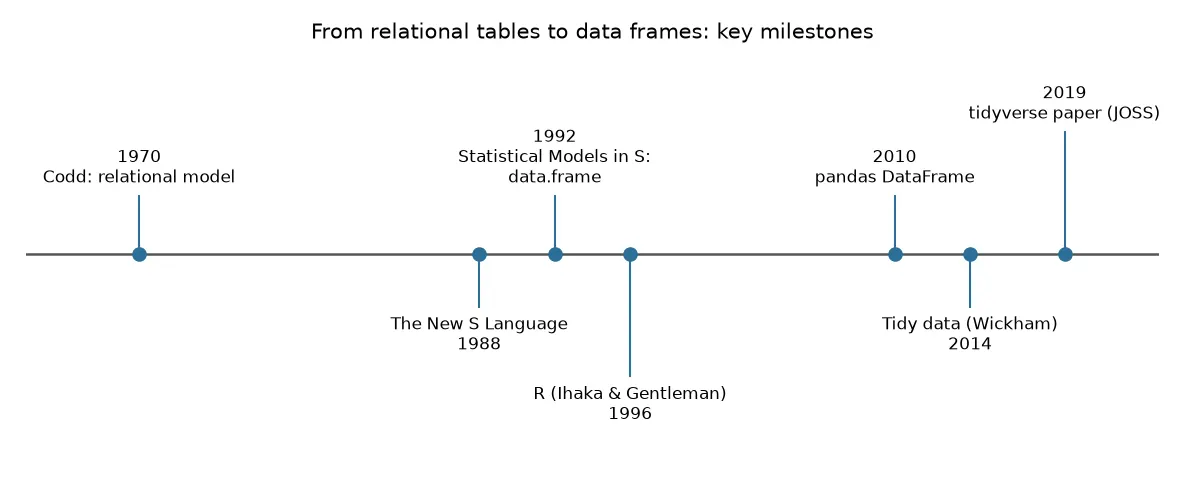 From relational tables to data frames: key milestones
1970
Codd: relational model
The New S Language
1988
1992
Statistical Models in S:
data.frame
R (Ihaka & Gentleman)
1996
2010
pandas DataFrame
Tidy data (Wickham)
2014
2019
tidyverse paper (JOSS)